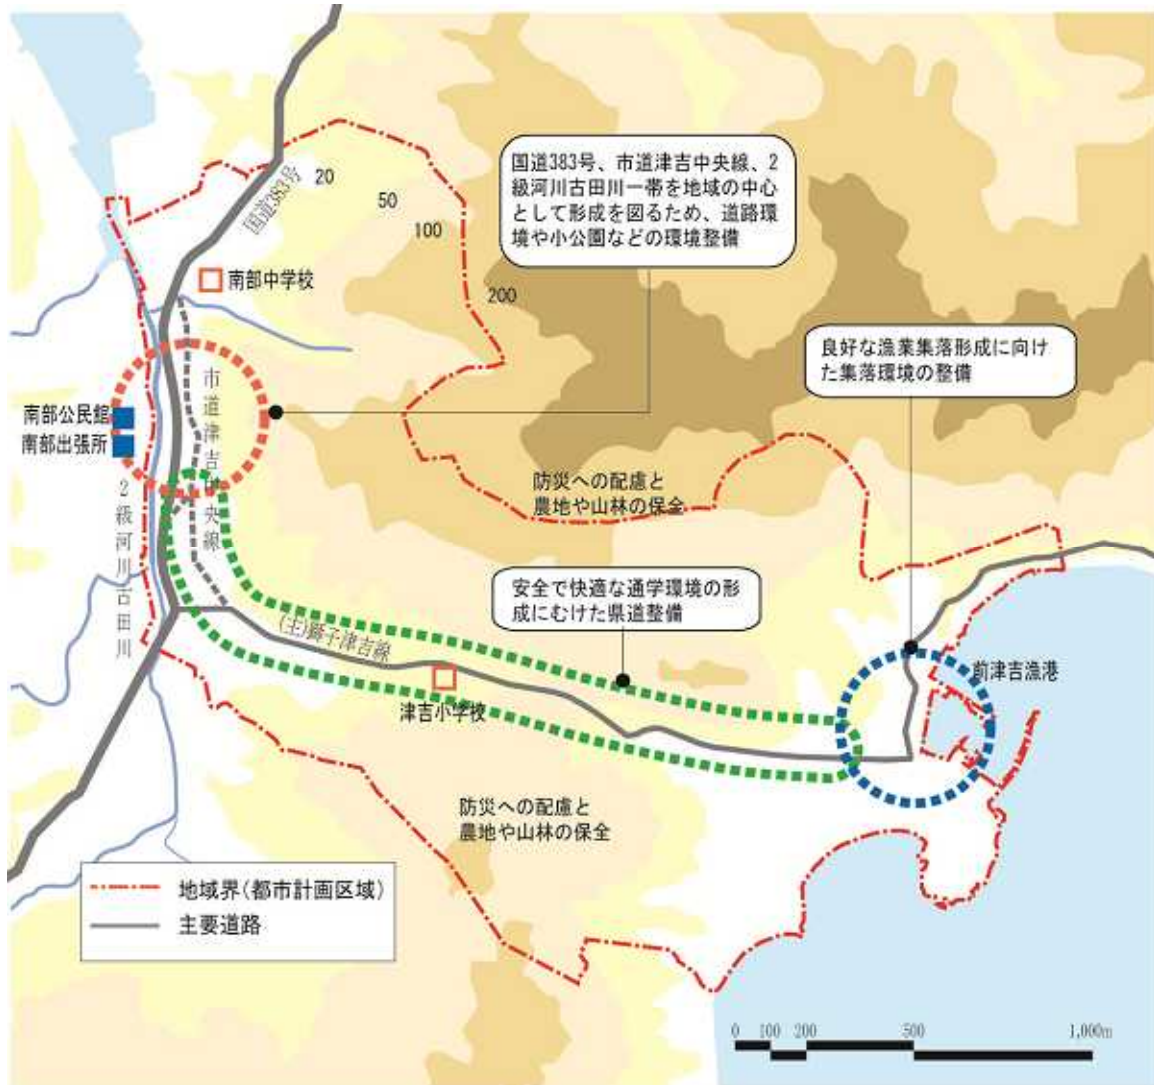 国道383号
20
50
100
200
国道383号、市道津吉中央線、2
級河川古田川一帯を地域の中心
として形成を図るため、道路環
境や小公園などの環境整備
南部中学校
良好な漁業集落形成に向け
た集落環境の整備
南部公民館
南部出張所
市道津吉中央線
2級河川古田川
防災への配慮と
農地や山林の保全
安全で快適な通学環境の形
成にむけた県道整備
(主)獅子津吉線
津吉小学校
前津吉漁港
防災への配慮と
農地や山林の保全
地域界(都市計画区域)
主要道路
0 100 200 500 1,000m